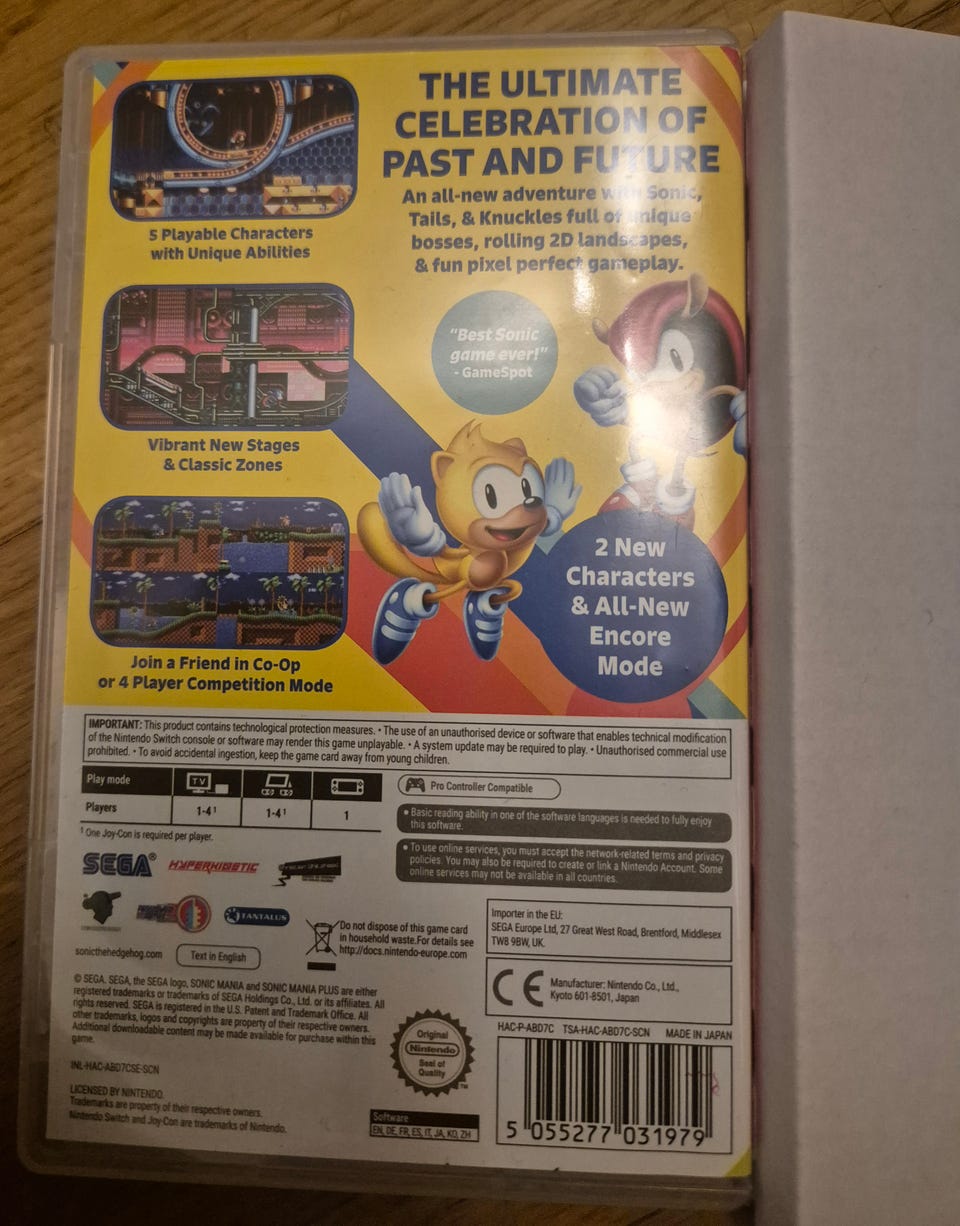 THE ULTIMATE
CELEBRATION OF
PAST AND FUTURE
An all-new adventure with Sonic,
Tails, & Knuckles full of unique
bosses, rolling 2D landscapes,
& fun pixel perfect gameplay.
5 Playable Characters
with Unique Abilities
"Best Sonic
game ever!"
- GameSpot
Vibrant New Stages
& Classic Zones
2 New
Characters
& All-New
Encore
Mode
Join a Friend in Co-Op
or 4 Player Competition Mode
IMPORTANT: This product contains technological protection measures. • The use of an unauthorised device or software that enables technical modification
of the Nintendo Switch console or software may render this game unplayable. • A system update may be required to play. • Unauthorised commercial use
prohibited. • To avoid accidental ingestion, keep the game card away from young children.
Play mode
TV
Players
1-4¹
1-4¹
1
¹ One Joy-Con is required per player.
Pro Controller Compatible
• Basic reading ability in one of the software languages is needed to fully enjoy
this software.
• To use online services, you must accept the network-related terms and privacy
policies. You may also be required to create or link a Nintendo Account. Some
online services may not be available in all countries.
SEGA®
HYPERKINETIC
TANTALUS
sonicthehedgehog.com
Text in English
Do not dispose of this game card
in household waste.For details see
http://docs.nintendo-europe.com
Importer in the EU:
SEGA Europe Ltd, 27 Great West Road, Brentford, Middlesex
TW8 9BW, UK.
CE
Manufacturer: Nintendo Co., Ltd.,
Kyoto 601-8501, Japan
© SEGA. SEGA, the SEGA logo, SONIC MANIA and SONIC MANIA PLUS are either
registered trademarks or trademarks of SEGA Holdings Co., Ltd. or its affiliates. All
rights reserved. SEGA is registered in the U.S. Patent and Trademark Office. All
other trademarks, logos and copyrights are property of their respective owners.
Additional downloadable content may be made available for purchase within this
game.
INL-HAC-ABD7CSE-SCN
LICENSED BY NINTENDO.
Trademarks are property of their respective owners.
Nintendo Switch and Joy-Con are trademarks of Nintendo.
Original
Nintendo
Seal of
Quality
TM
Software
EN, DE, FR, ES, IT, JA, KO, ZH
HAC-P-ABD7C TSA-HAC-ABD7C-SCN MADE IN JAPAN
5 055277 031979